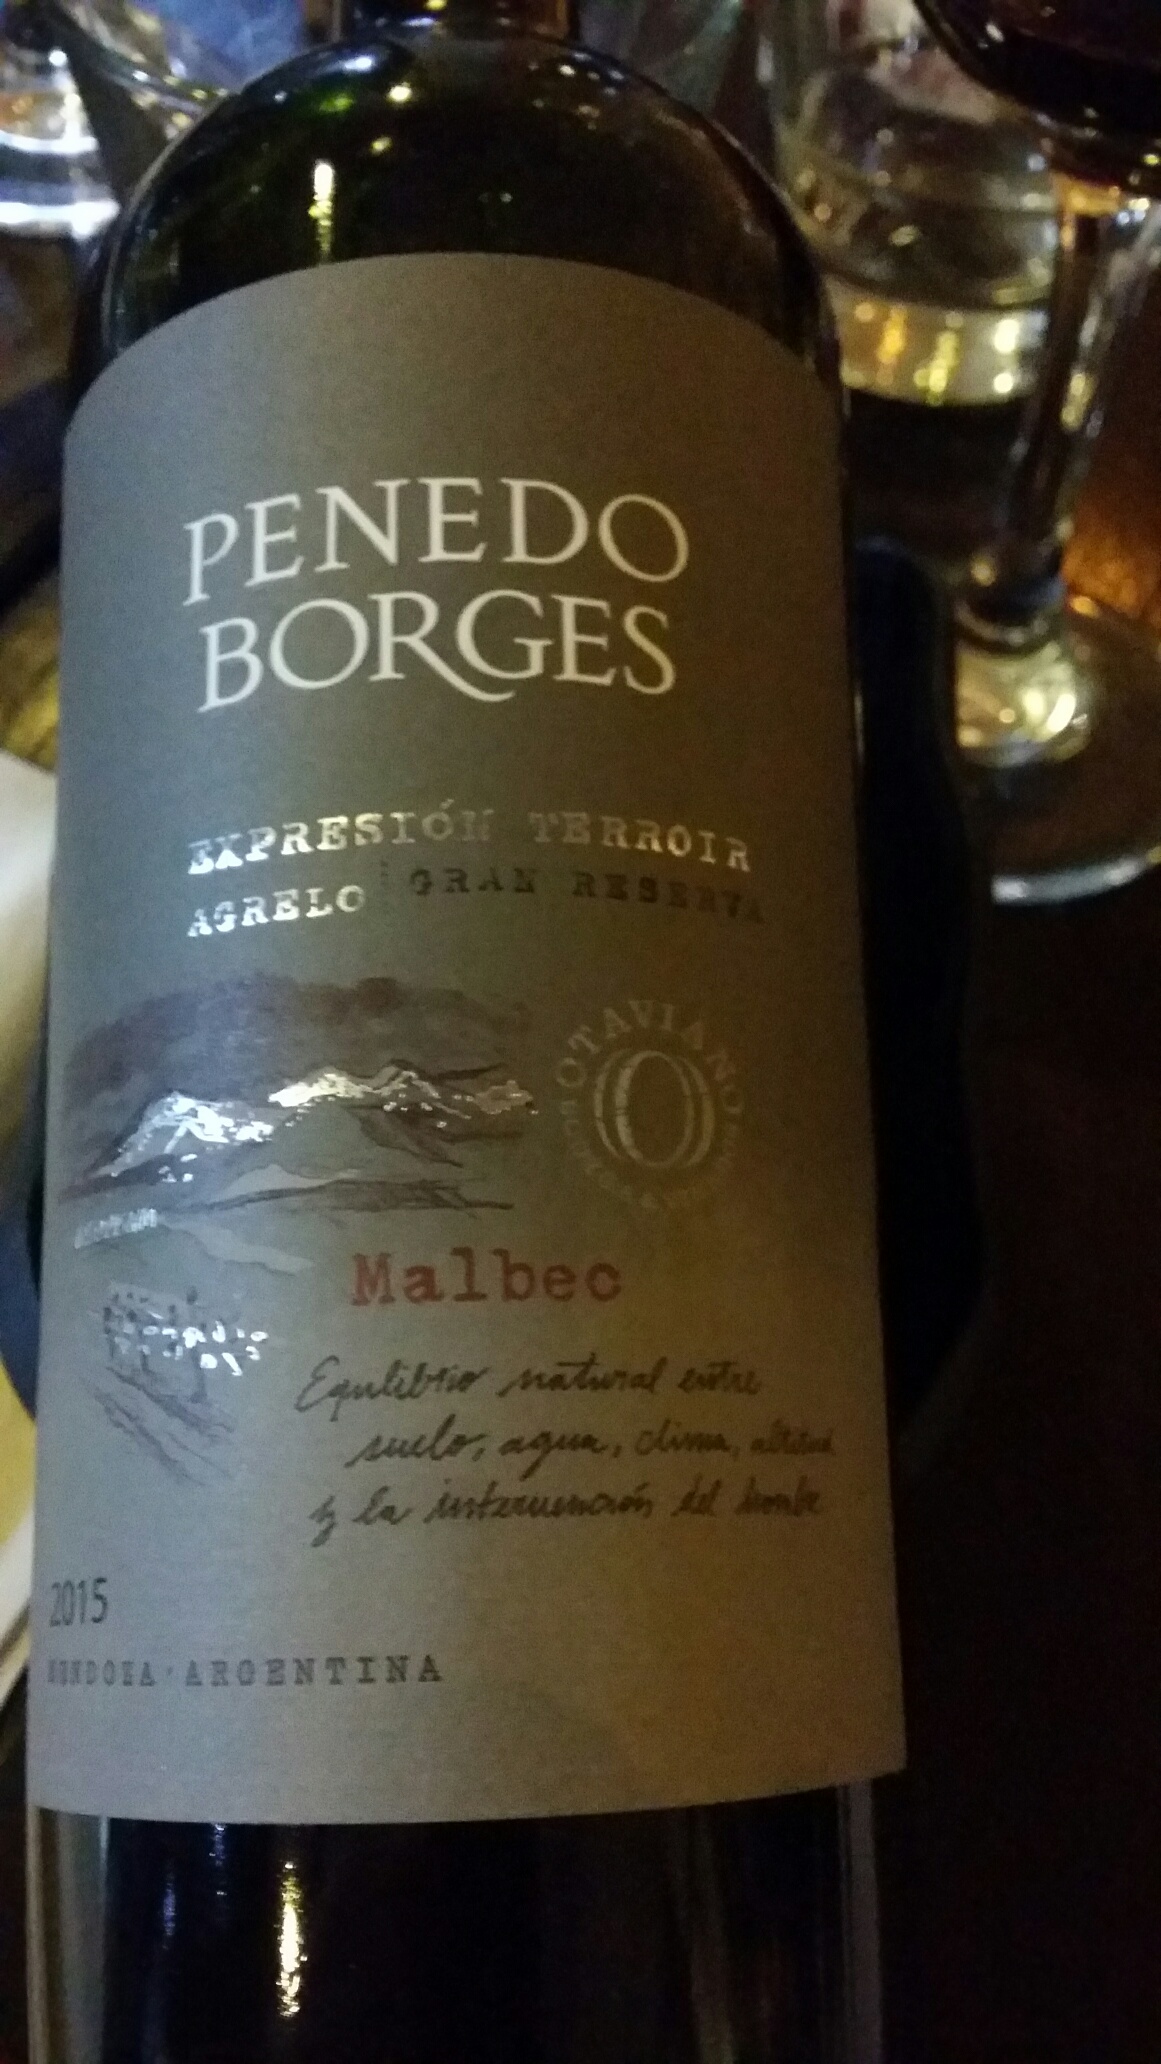 PENEDO
BORGES
EXPRESIÓN TERROIR
AGRELO GRAN RESERVA
OTAVIANO
Malbec
Equilibrio natural entre
suelo, agua, clima, altitud
y la intervención del hombre
2015
MENDOZA · ARGENTINA